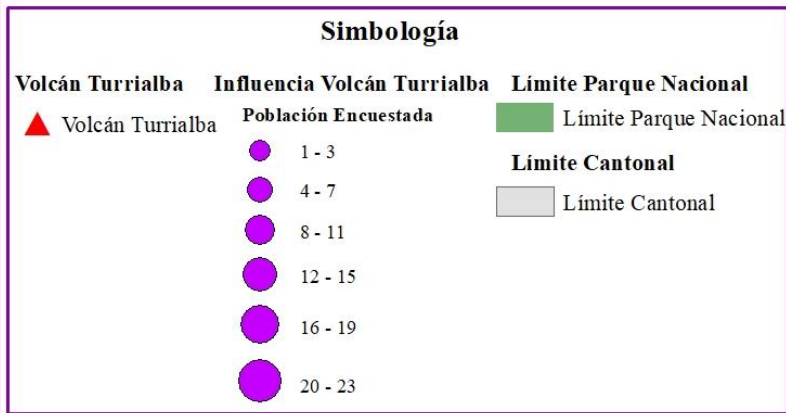 Simbología
Volcán Turrialba
Volcán Turrialba
Influencia Volcán Turrialba
Población Encuestada
1 - 3
4 - 7
8 - 11
12 - 15
16 - 19
20 - 23
Límite Parque Nacional
Límite Parque Nacional
Límite Cantonal
Límite Cantonal